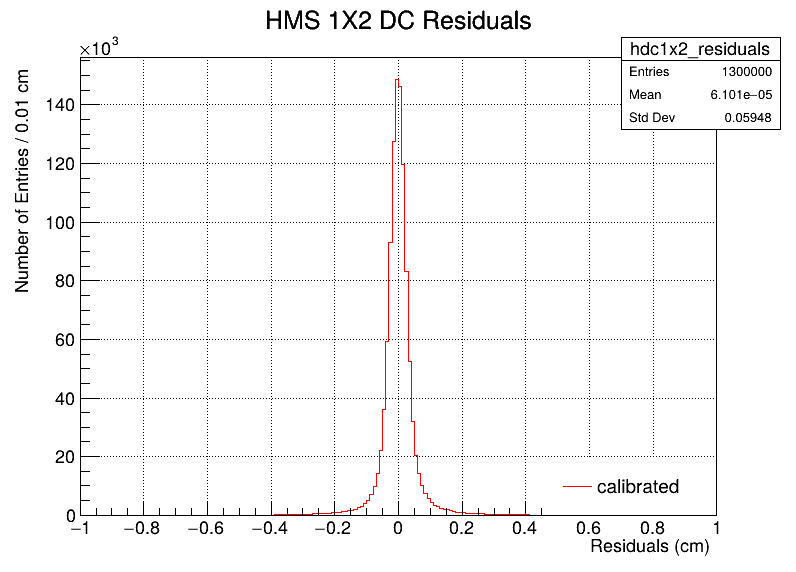 HMS 1X2 DC Residuals
×10³
hdc1x2_residuals
Entries 1300000
Mean 6.101e−05
Std Dev 0.05948
Number of Entries / 0.01 cm
140
120
100
80
60
40
20
0
calibrated
−1 −0.8 −0.6 −0.4 −0.2 0 0.2 0.4 0.6 0.8 1
Residuals (cm)